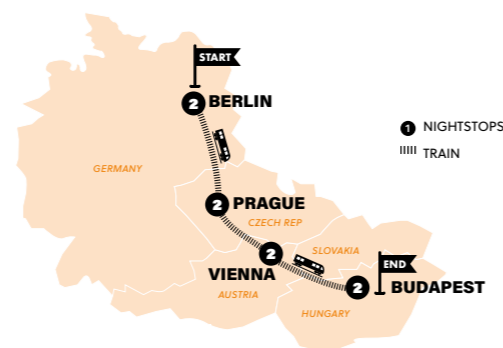 START
2 BERLIN
1 NIGHTSTOPS
TRAIN
GERMANY
2 PRAGUE
CZECH REP
SLOVAKIA
2
VIENNA
END
2
BUDAPEST
AUSTRIA
HUNGARY